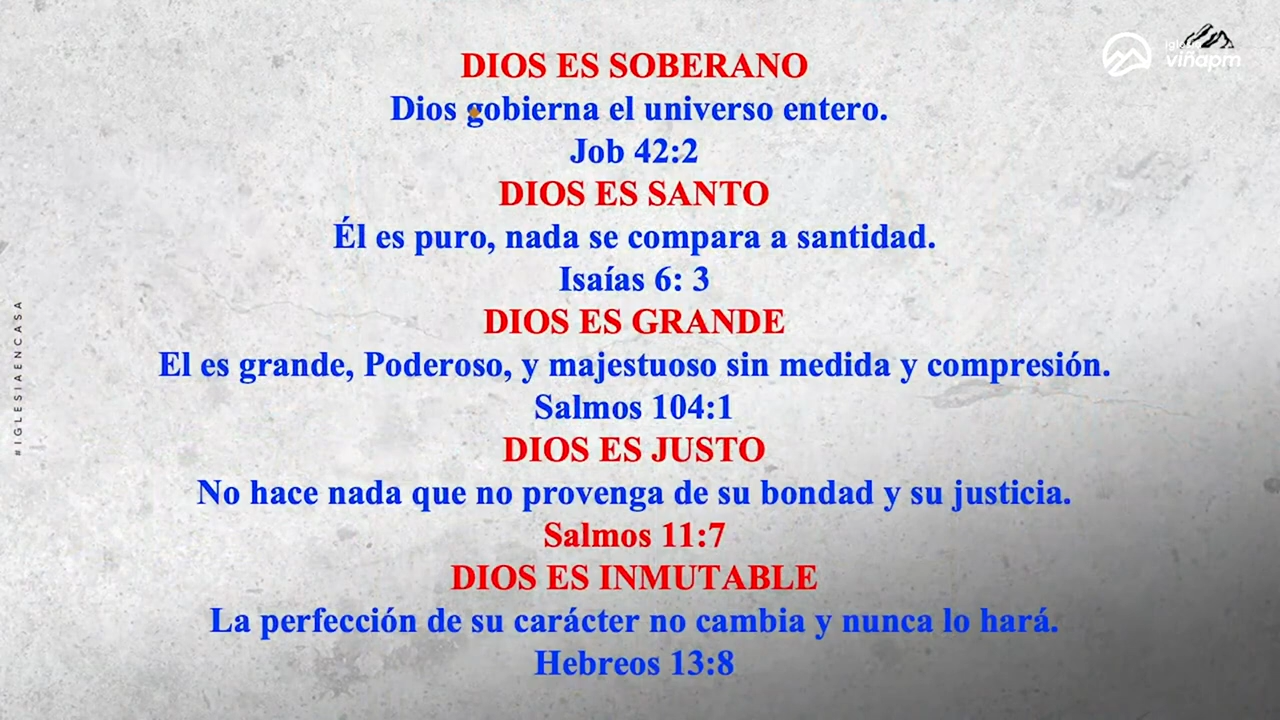 DIOS ES SOBERANO
Dios gobierna el universo entero.
Job 42:2
DIOS ES SANTO
Él es puro, nada se compara a santidad.
Isaías 6: 3
DIOS ES GRANDE
El es grande, Poderoso, y majestuoso sin medida y compresión.
Salmos 104:1
DIOS ES JUSTO
No hace nada que no provenga de su bondad y su justicia.
Salmos 11:7
DIOS ES INMUTABLE
La perfección de su carácter no cambia y nunca lo hará.
Hebreos 13:8
viñapm
#IGLESIAENCASA